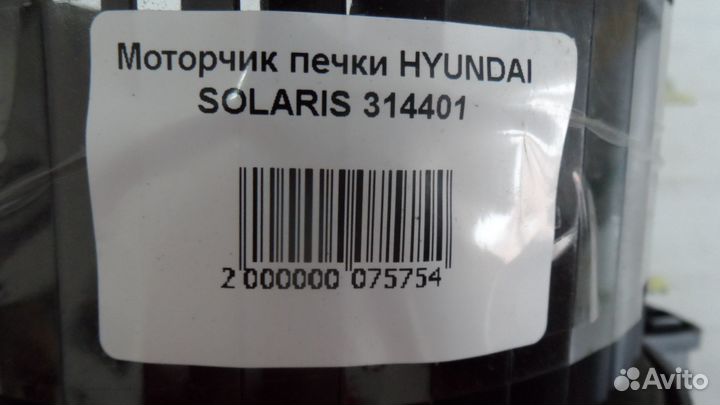 Моторчик печки HYUNDAI
SOLARIS 314401
2 000000 075754
Avito